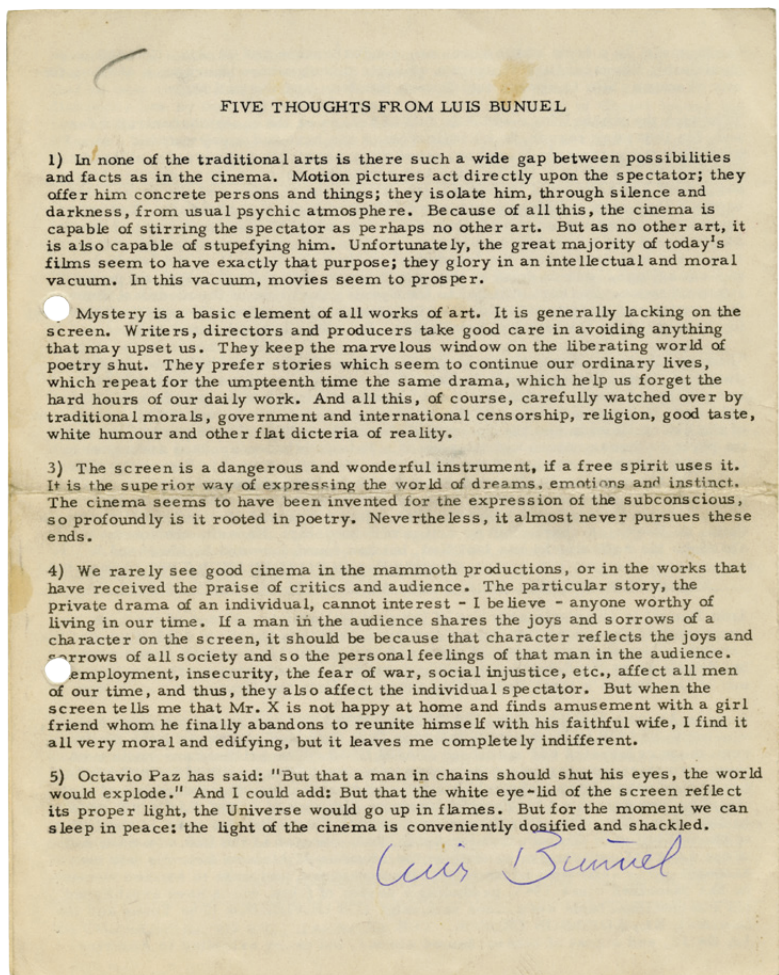 FIVE THOUGHTS FROM LUIS BUNUEL
1) In none of the traditional arts is there such a wide gap between possibilities
and facts as in the cinema. Motion pictures act directly upon the spectator; they
offer him concrete persons and things; they isolate him, through silence and
darkness, from usual psychic atmosphere. Because of all this, the cinema is
capable of stirring the spectator as perhaps no other art. But as no other art, it
is also capable of stupefying him. Unfortunately, the great majority of today's
films seem to have exactly that purpose; they glory in an intellectual and moral
vacuum. In this vacuum, movies seem to prosper.
Mystery is a basic element of all works of art. It is generally lacking on the
screen. Writers, directors and producers take good care in avoiding anything
that may upset us. They keep the marvelous window on the liberating world of
poetry shut. They prefer stories which seem to continue our ordinary lives,
which repeat for the umpteenth time the same drama, which help us forget the
hard hours of our daily work. And all this, of course, carefully watched over by
traditional morals, government and international censorship, religion, good taste,
white humour and other flat dicteria of reality.
3) The screen is a dangerous and wonderful instrument, if a free spirit uses it.
It is the superior way of expressing the world of dreams, emotions and instinct.
The cinema seems to have been invented for the expression of the subconscious,
so profoundly is it rooted in poetry. Nevertheless, it almost never pursues these
ends.
4) We rarely see good cinema in the mammoth productions, or in the works that
have received the praise of critics and audience. The particular story, the
private drama of an individual, cannot interest - I believe - anyone worthy of
living in our time. If a man in the audience shares the joys and sorrows of a
character on the screen, it should be because that character reflects the joys and
sorrows of all society and so the personal feelings of that man in the audience.
employment, insecurity, the fear of war, social injustice, etc., affect all men
of our time, and thus, they also affect the individual spectator. But when the
screen tells me that Mr. X is not happy at home and finds amusement with a girl
friend whom he finally abandons to reunite himself with his faithful wife, I find it
all very moral and edifying, but it leaves me completely indifferent.
5) Octavio Paz has said: "But that a man in chains should shut his eyes, the world
would explode." And I could add: But that the white eye-lid of the screen reflect
its proper light, the Universe would go up in flames. But for the moment we can
sleep in peace: the light of the cinema is conveniently dosified and shackled.
Luis Buñuel